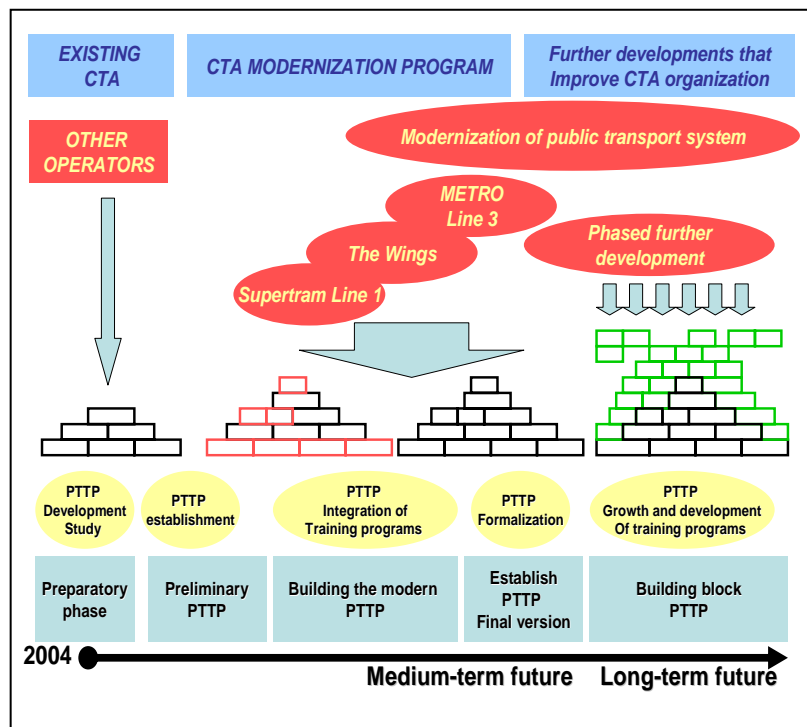 EXISTING
CTA
CTA MODERNIZATION PROGRAM
Further developments that
Improve CTA organization
OTHER
OPERATORS
Modernization of public transport system
METRO
Line 3
The Wings
Supertram Line 1
Phased further
development
PTTP
Development
Study
PTTP
establishment
PTTP
Integration of
Training programs
PTTP
Formalization
PTTP
Growth and development
Of training programs
Preparatory
phase
Preliminary
PTTP
Building the modern
PTTP
Establish
PTTP
Final version
Building block
PTTP
2004
Medium-term future
Long-term future